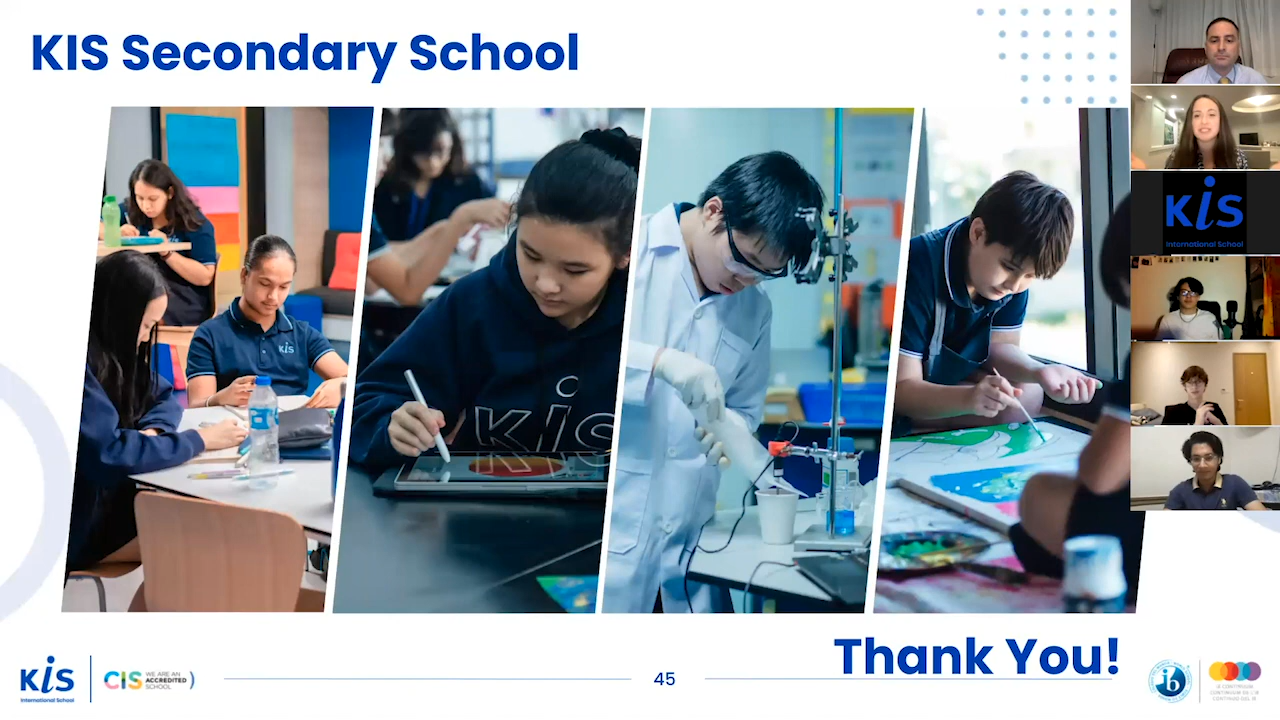 KIS Secondary School
KIS
International School
KIS
KIS
Thank You!
KIS
International School
CIS
WE ARE AN
ACCREDITED
SCHOOL
45